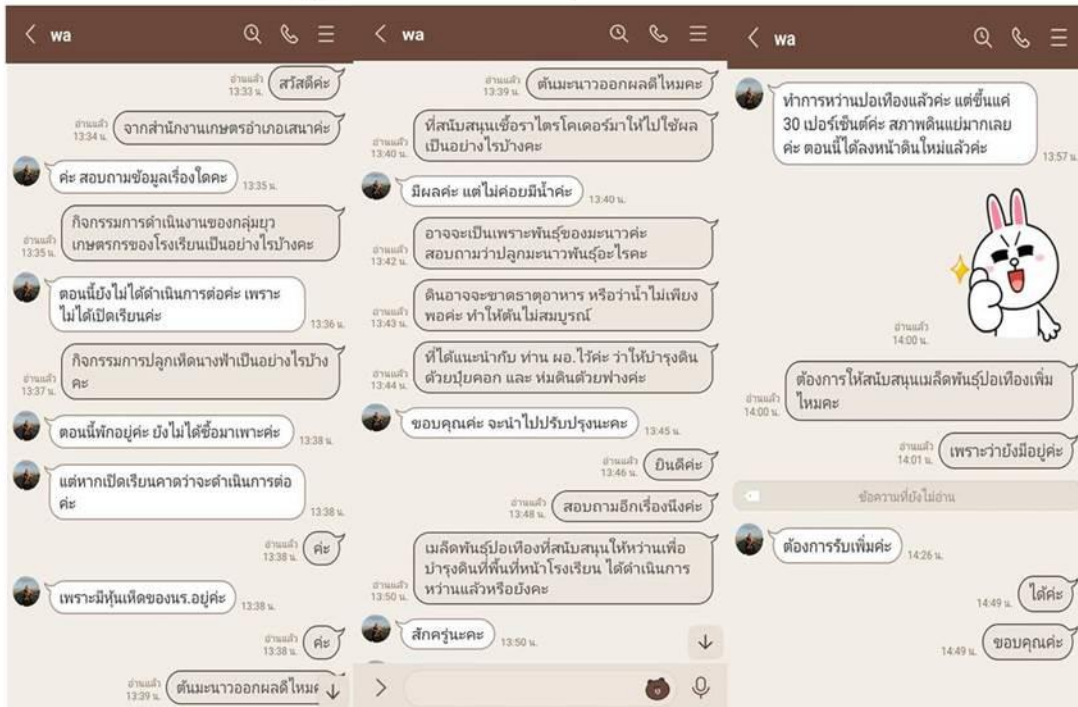 wa
อ่านแล้ว
13:33 น.
สวัสดีค่ะ
อ่านแล้ว
13:34 น.
จากสำนักงานเกษตรอำเภอเสนาค่ะ
ค่ะ สอบถามข้อมูลเรื่องใดคะ
13:35 น.
กิจกรรมการดำเนินงานของกลุ่มยุว
เกษตรกรของโรงเรียนเป็นอย่างไรบ้างคะ
อ่านแล้ว
13:35 น.
ตอนนี้ยังไม่ได้ดำเนินการต่อค่ะ เพราะ
ไม่ได้เปิดเรียนค่ะ
13:36 น.
กิจกรรมการปลูกเห็ดนางฟ้าเป็นอย่างไรบ้าง
คะ
อ่านแล้ว
13:37 น.
ตอนนี้พักอยู่ค่ะ ยังไม่ได้ซื้อมาเพาะค่ะ
13:38 น.
แต่หากเปิดเรียนคาดว่าจะดำเนินการต่อ
ค่ะ
13:38 น.
อ่านแล้ว
13:38 น.
ค่ะ
เพราะมีหุ้นเห็ดของนร.อยู่ค่ะ
13:38 น.
อ่านแล้ว
13:38 น.
ค่ะ
อ่านแล้ว
13:39 น.
ต้นมะนาวออกผลดีไหมค
wa
อ่านแล้ว
13:39 น.
ต้นมะนาวออกผลดีไหมคะ
ที่สนับสนุนเชื้อราไตรโคเดอร์มาให้ไปใช้ผล
เป็นอย่างไรบ้างคะ
อ่านแล้ว
13:40 น.
มีผลค่ะ แต่ไม่ค่อยมีน้ำค่ะ
13:40 น.
อาจจะเป็นเพราะพันธุ์ของมะนาวค่ะ
สอบถามว่าปลูกมะนาวพันธุ์อะไรคะ
อ่านแล้ว
13:42 น.
ดินอาจจะขาดธาตุอาหาร หรือว่าน้ำไม่เพียง
พอค่ะ ทำให้ต้นไม่สมบูรณ์
อ่านแล้ว
13:43 น.
ที่ได้แนะนำกับ ท่าน ผอ.ไว้ค่ะ ว่าให้บำรุงดิน
ด้วยปุ๋ยคอก และ ห่มดินด้วยฟางค่ะ
อ่านแล้ว
13:44 น.
ขอบคุณค่ะ จะนำไปปรับปรุงนะคะ
13:45 น.
อ่านแล้ว
13:46 น.
ยินดีค่ะ
อ่านแล้ว
13:48 น.
สอบถามอีกเรื่องนึงค่ะ
เมล็ดพันธุ์ปอเทืองที่สนับสนุนให้หว่านเพื่อ
บำรุงดินที่พื้นที่หน้าโรงเรียน ได้ดำเนินการ
หว่านแล้วหรือยังคะ
อ่านแล้ว
13:50 น.
สักครู่นะคะ
13:50 น.
wa
ทำการหว่านปอเทืองแล้วค่ะ แต่ขึ้นแค่
30 เปอร์เซ็นต์ค่ะ สภาพดินแย่มากเลย
ค่ะ ตอนนี้ได้ลงหน้าดินใหม่แล้วค่ะ
13:57 น.
อ่านแล้ว
14:00 น.
ต้องการให้สนับสนุนเมล็ดพันธุ์ปอเทืองเพิ่ม
ไหมคะ
อ่านแล้ว
14:00 น.
อ่านแล้ว
14:01 น.
เพราะว่ายังมีอยู่ค่ะ
ข้อความที่ยังไม่อ่าน
ต้องการรับเพิ่มค่ะ
14:26 น.
14:49 น.
ได้ค่ะ
14:49 น.
ขอบคุณค่ะ